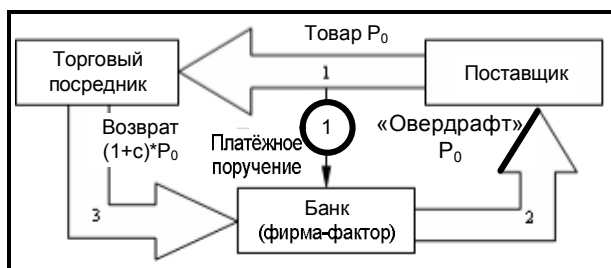 Товар P₀
Торговый
посредник
1
Поставщик
Возврат
(1+c)*P₀
1
Платёжное
поручение
«Овердрафт»
P₀
3
Банк
(фирма-фактор)
2